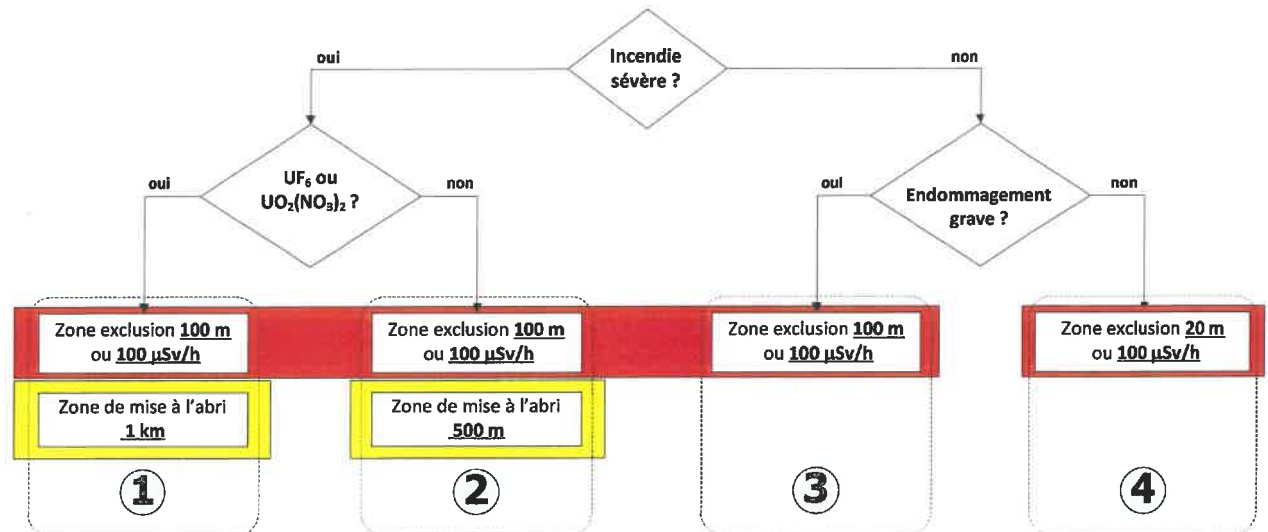 oui
Incendie
sévère ?
non
oui
UF₆ ou
UO₂(NO₃)₂ ?
non
oui
Endommagement
grave ?
non
Zone exclusion 100 m
ou 100 µSv/h
Zone exclusion 100 m
ou 100 µSv/h
Zone exclusion 100 m
ou 100 µSv/h
Zone exclusion 20 m
ou 100 µSv/h
Zone de mise à l'abri
1 km
Zone de mise à l'abri
500 m
1
2
3
4